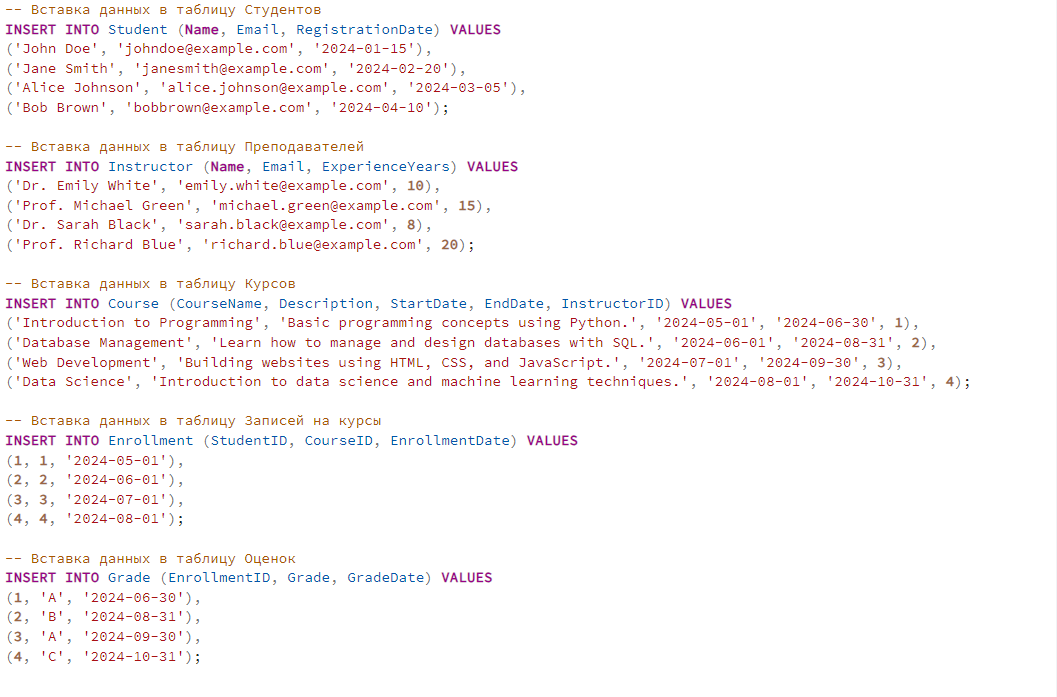 -- Вставка данных в таблицу Студентов
INSERT INTO Student (Name, Email, RegistrationDate) VALUES
('John Doe', 'johndoe@example.com', '2024-01-15'),
('Jane Smith', 'janesmith@example.com', '2024-02-20'),
('Alice Johnson', 'alice.johnson@example.com', '2024-03-05'),
('Bob Brown', 'bobbrown@example.com', '2024-04-10');
-- Вставка данных в таблицу Преподавателей
INSERT INTO Instructor (Name, Email, ExperienceYears) VALUES
('Dr. Emily White', 'emily.white@example.com', 10),
('Prof. Michael Green', 'michael.green@example.com', 15),
('Dr. Sarah Black', 'sarah.black@example.com', 8),
('Prof. Richard Blue', 'richard.blue@example.com', 20);
-- Вставка данных в таблицу Курсов
INSERT INTO Course (CourseName, Description, StartDate, EndDate, InstructorID) VALUES
('Introduction to Programming', 'Basic programming concepts using Python.', '2024-05-01', '2024-06-30', 1),
('Database Management', 'Learn how to manage and design databases with SQL.', '2024-06-01', '2024-08-31', 2),
('Web Development', 'Building websites using HTML, CSS, and JavaScript.', '2024-07-01', '2024-09-30', 3),
('Data Science', 'Introduction to data science and machine learning techniques.', '2024-08-01', '2024-10-31', 4);
-- Вставка данных в таблицу Записей на курсы
INSERT INTO Enrollment (StudentID, CourseID, EnrollmentDate) VALUES
(1, 1, '2024-05-01'),
(2, 2, '2024-06-01'),
(3, 3, '2024-07-01'),
(4, 4, '2024-08-01');
-- Вставка данных в таблицу Оценок
INSERT INTO Grade (EnrollmentID, Grade, GradeDate) VALUES
(1, 'A', '2024-06-30'),
(2, 'B', '2024-08-31'),
(3, 'A', '2024-09-30'),
(4, 'C', '2024-10-31');